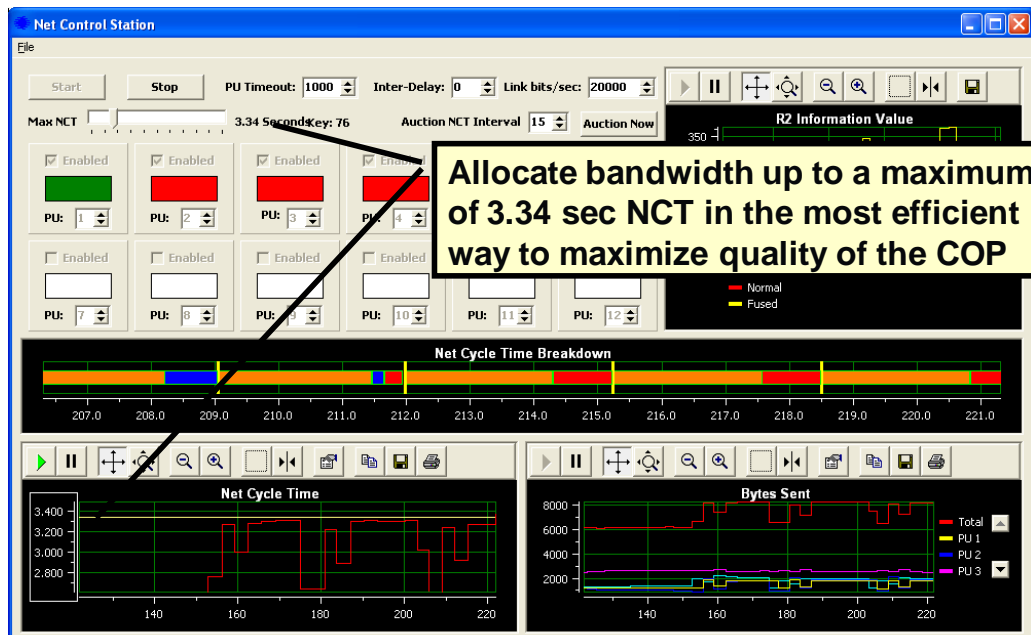 Net Control Station
File
Start Stop PU Timeout: 1000 Inter-Delay: 0 Link bits/sec: 20000
Max NCT 3.34 Seconds Key: 76 Auction NCT Interval 15 Auction Now
R2 Information Value
350
Enabled Enabled Enabled Enabled
PU: 1 PU: 2 PU: 3 PU: 4
Allocate bandwidth up to a maximum
of 3.34 sec NCT in the most efficient
way to maximize quality of the COP
Enabled Enabled Enabled Enabled
PU: 7 PU: 8 PU: 9 PU: 10 PU: 11 PU: 12
Normal
Fused
Net Cycle Time Breakdown
207.0 208.0 209.0 210.0 211.0 212.0 213.0 214.0 215.0 216.0 217.0 218.0 219.0 220.0 221.0
Net Cycle Time
3.400
3.200
3.000
2.800
140 160 180 200 220
Bytes Sent
8000
6000
4000
2000
140 160 180 200 220
Total
PU 1
PU 2
PU 3